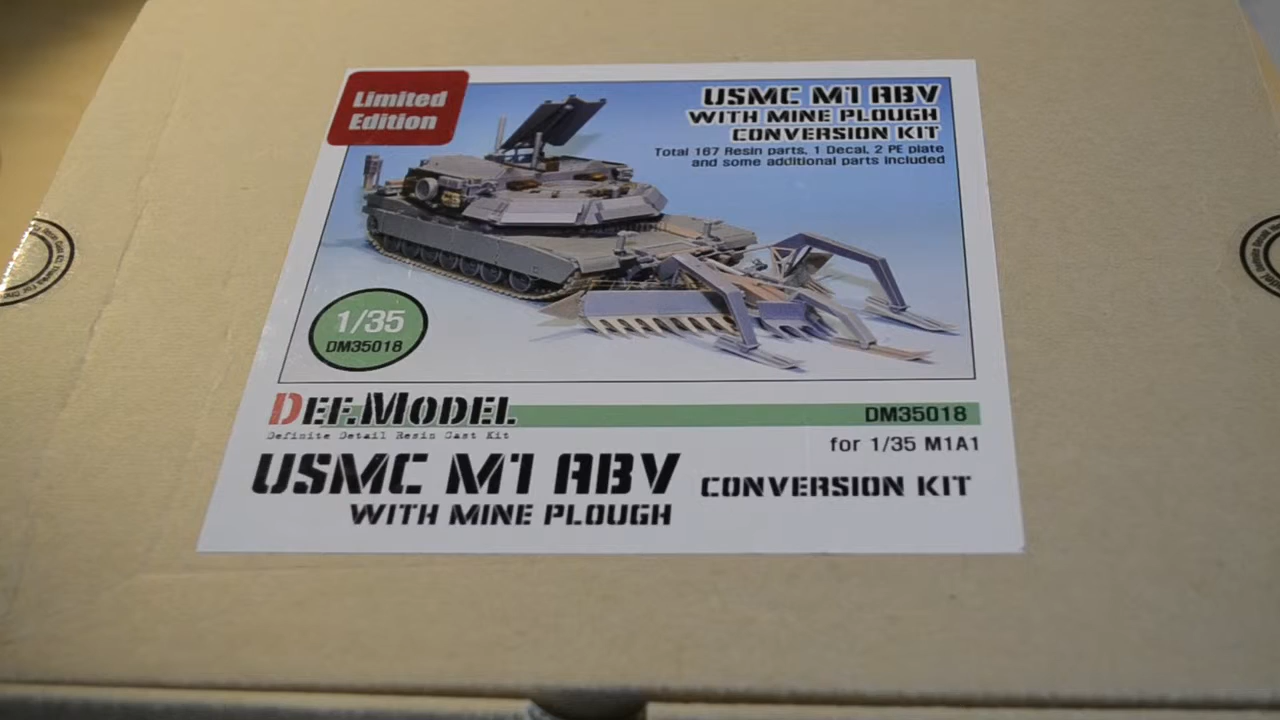 Limited
Edition
USMC M1 ABV
WITH MINE PLOUGH
CONVERSION KIT
Total 167 Resin parts, 1 Decal, 2 PE plate
and some additional parts included
1/35
DM35018
DEF.MODEL
Definite Detail Resin Cast Kit
DM35018
for 1/35 M1A1
USMC M1 ABV
WITH MINE PLOUGH
CONVERSION KIT